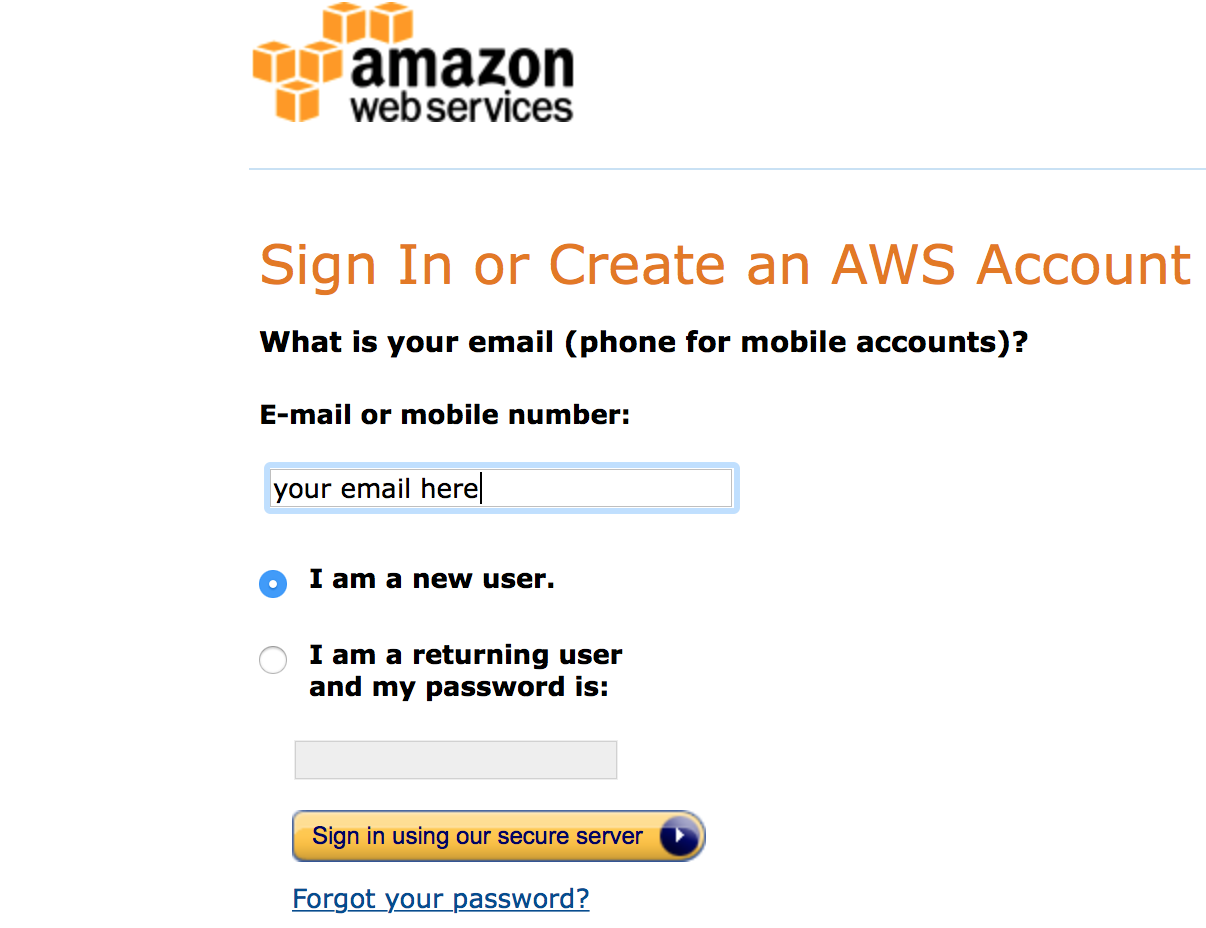 amazon
web services
Sign In or Create an AWS Account
What is your email (phone for mobile accounts)?
E-mail or mobile number:
your email here
I am a new user.
I am a returning user
and my password is:
Sign in using our secure server
Forgot your password?